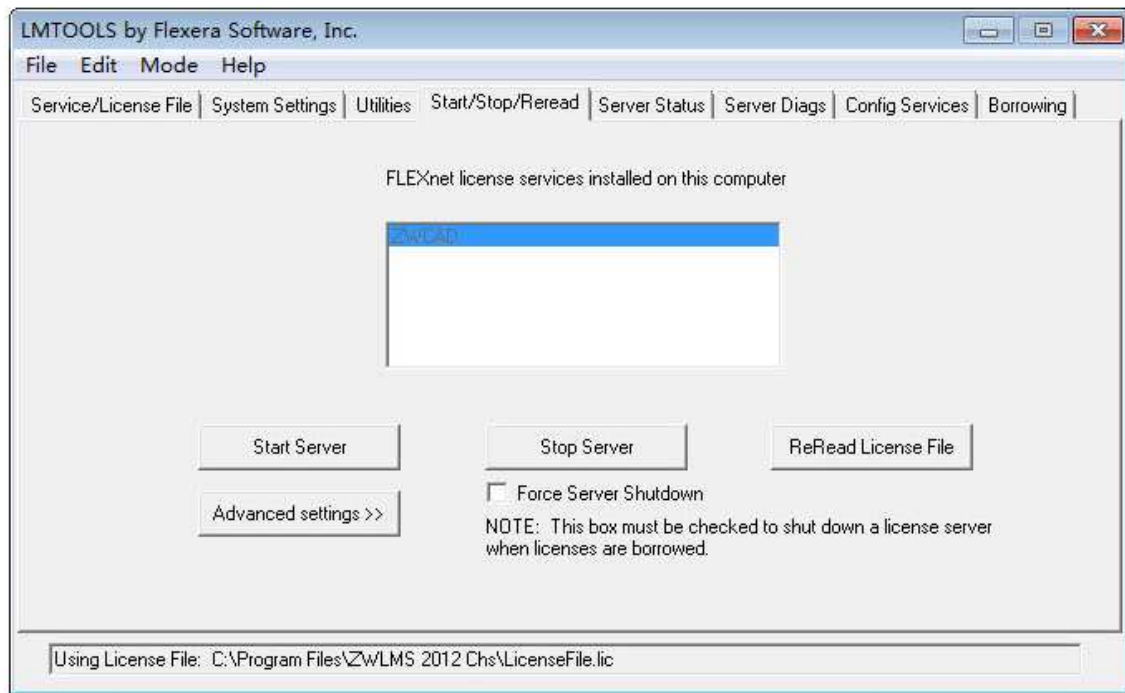 LMTOOLS by Flexera Software, Inc.
File Edit Mode Help
Service/License File System Settings Utilities Start/Stop/Reread Server Status Server Diags Config Services Borrowing
FLEXnet license services installed on this computer
ZWCAD
Start Server Stop Server ReRead License File
Advanced settings >> Force Server Shutdown
NOTE: This box must be checked to shut down a license server
when licenses are borrowed.
Using License File: C:\Program Files\ZWLMS 2012 Chs\LicenseFile.lic